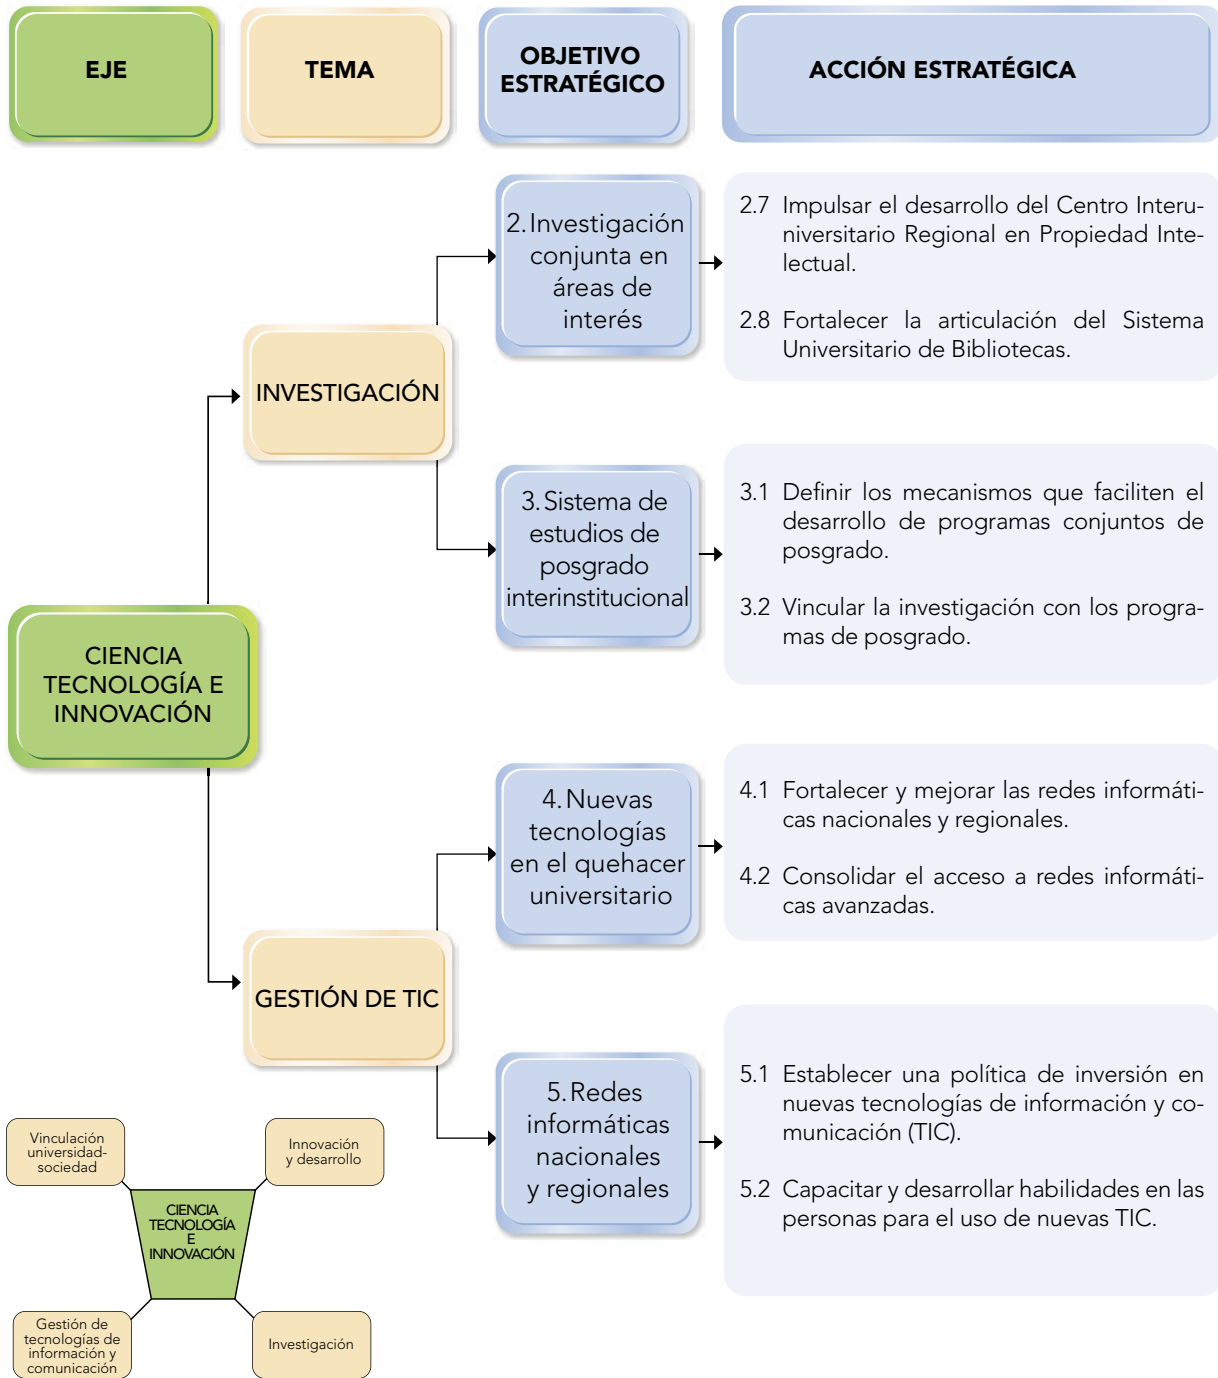 EJE
TEMA
OBJETIVO
ESTRATÉGICO
ACCIÓN ESTRATÉGICA
CIENCIA
TECNOLOGÍA E
INNOVACIÓN
INVESTIGACIÓN
2. Investigación
conjunta en
áreas de
interés
2.7 Impulsar el desarrollo del Centro Interu-
niversitario Regional en Propiedad Inte-
lectual.
2.8 Fortalecer la articulación del Sistema
Universitario de Bibliotecas.
3. Sistema de
estudios de
posgrado
interinstitucional
3.1 Definir los mecanismos que faciliten el
desarrollo de programas conjuntos de
posgrado.
3.2 Vincular la investigación con los progra-
mas de posgrado.
GESTIÓN DE TIC
4. Nuevas
tecnologías
en el quehacer
universitario
4.1 Fortalecer y mejorar las redes informáti-
cas nacionales y regionales.
4.2 Consolidar el acceso a redes informáti-
cas avanzadas.
5. Redes
informáticas
nacionales
y regionales
5.1 Establecer una política de inversión en
nuevas tecnologías de información y co-
municación (TIC).
5.2 Capacitar y desarrollar habilidades en las
personas para el uso de nuevas TIC.
Vinculación
universidad-
sociedad
Innovación
y desarrollo
CIENCIA
TECNOLOGÍA
E
INNOVACIÓN
Gestión de
tecnologías de
información y
comunicación
Investigación